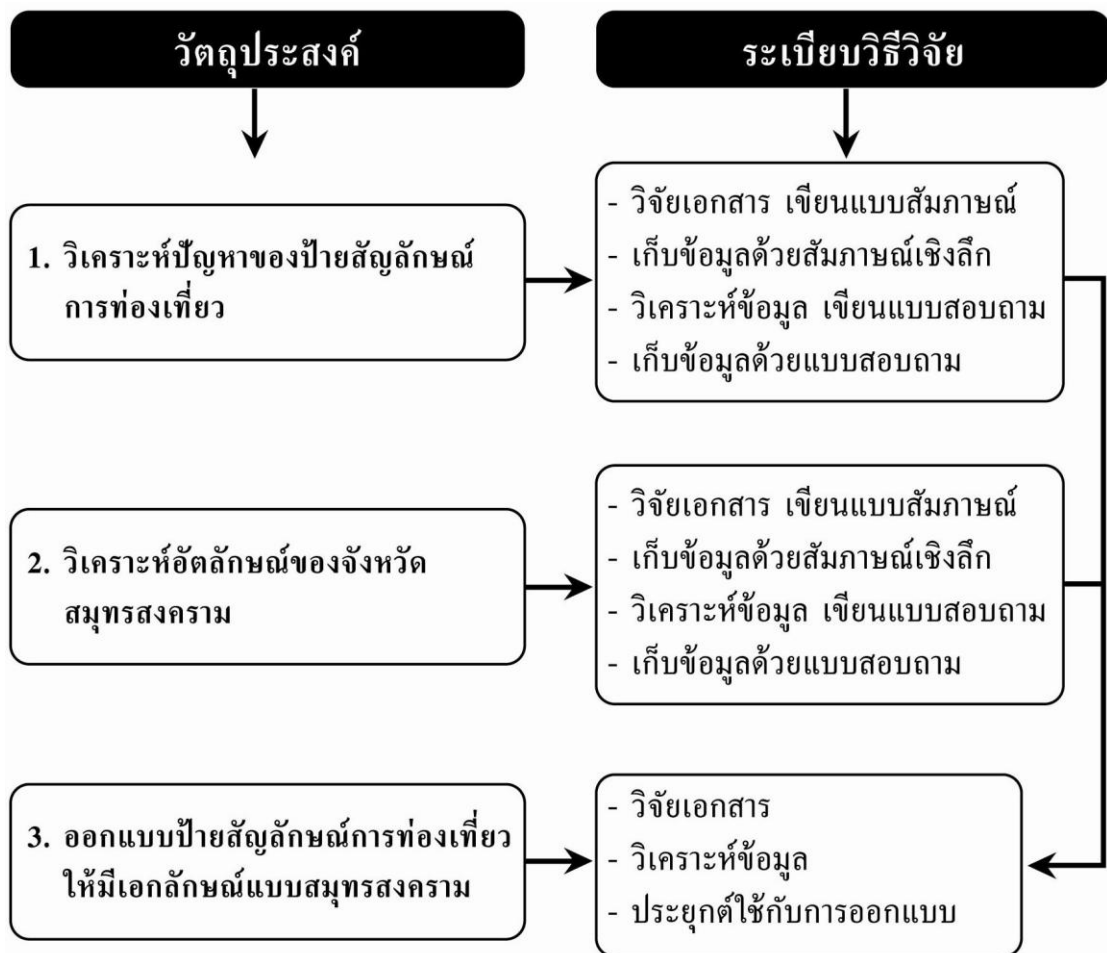 วัตถุประสงค์
ระเบียบวิธีวิจัย
1. วิเคราะห์ปัญหาของป้ายสัญลักษณ์
การท่องเที่ยว
- วิจัยเอกสาร เขียนแบบสัมภาษณ์
- เก็บข้อมูลด้วยสัมภาษณ์เชิงลึก
- วิเคราะห์ข้อมูล เขียนแบบสอบถาม
- เก็บข้อมูลด้วยแบบสอบถาม
2. วิเคราะห์อัตลักษณ์ของจังหวัด
สมุทรสงคราม
- วิจัยเอกสาร เขียนแบบสัมภาษณ์
- เก็บข้อมูลด้วยสัมภาษณ์เชิงลึก
- วิเคราะห์ข้อมูล เขียนแบบสอบถาม
- เก็บข้อมูลด้วยแบบสอบถาม
3. ออกแบบป้ายสัญลักษณ์การท่องเที่ยว
ให้มีเอกลักษณ์แบบสมุทรสงคราม
- วิจัยเอกสาร
- วิเคราะห์ข้อมูล
- ประยุกต์ใช้กับการออกแบบ